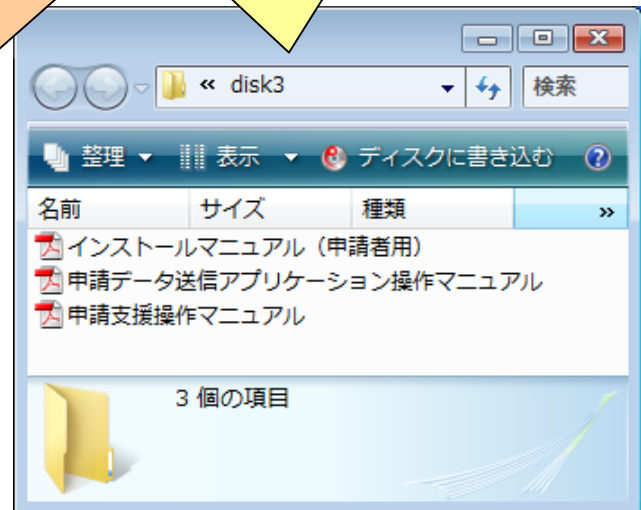 « disk3
検索
整理 表示 ディスクに書き込む ?
名前 サイズ 種類 »
インストールマニュアル（申請者用）
申請データ送信アプリケーション操作マニュアル
申請支援操作マニュアル
3 個の項目